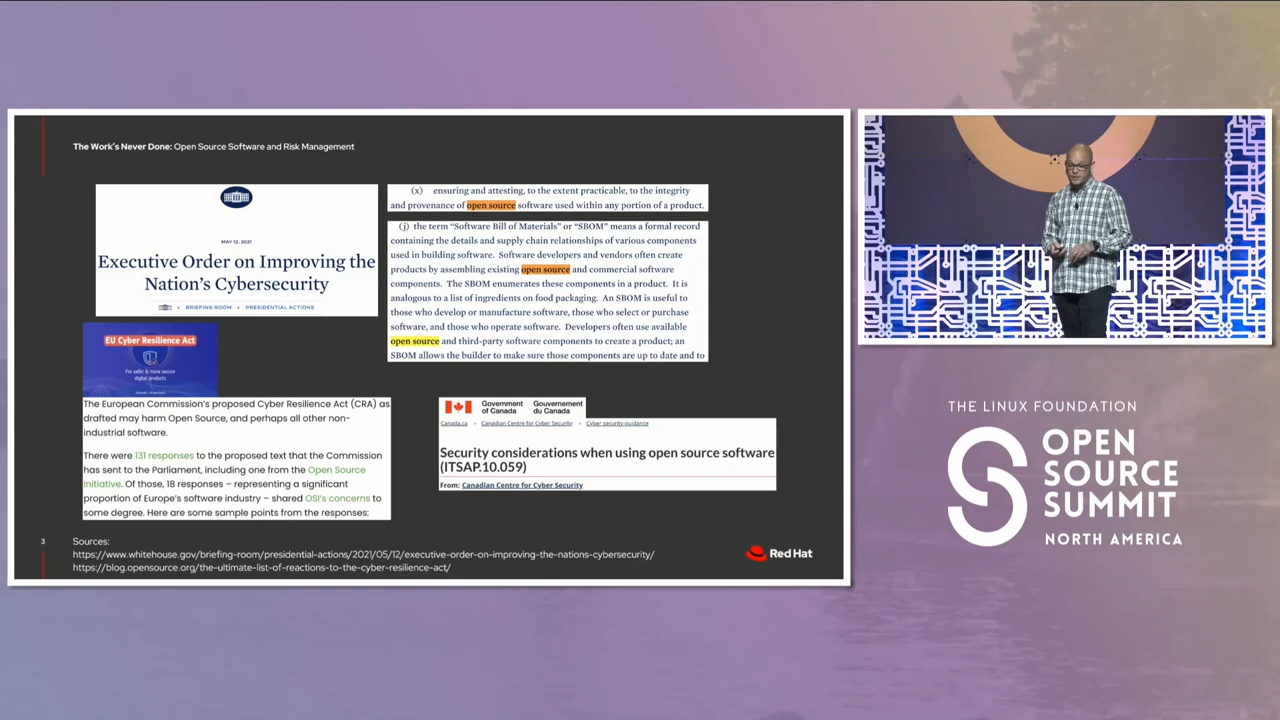 The Work's Never Done: Open Source Software and Risk Management
MAY 12, 2021
Executive Order on Improving the
Nation's Cybersecurity
BRIEFING ROOM
PRESIDENTIAL ACTIONS
(x) ensuring and attesting, to the extent practicable, to the integrity
and provenance of open source software used within any portion of a product.
(j) the term “Software Bill of Materials” or “SBOM” means a formal record
containing the details and supply chain relationships of various components
used in building software. Software developers and vendors often create
products by assembling existing open source and commercial software
components. The SBOM enumerates these components in a product. It is
analogous to a list of ingredients on food packaging. An SBOM is useful to
those who develop or manufacture software, those who select or purchase
software, and those who operate software. Developers often use available
open source and third-party software components to create a product; an
SBOM allows the builder to make sure those components are up to date and to
EU Cyber Resilience Act
For safer & more secure
digital products
The European Commission's proposed Cyber Resilience Act (CRA) as
drafted may harm Open Source, and perhaps all other non-
industrial software.
There were 131 responses to the proposed text that the Commission
has sent to the Parliament, including one from the Open Source
Initiative. Of those, 18 responses – representing a significant
proportion of Europe's software industry – shared OSI's concerns to
some degree. Here are some sample points from the responses:
Government
of Canada
Gouvernement
du Canada
Canada.ca
Canadian Centre for Cyber Security
Cyber security guidance
Security considerations when using open source software
(ITSAP.10.059)
From: Canadian Centre for Cyber Security
3
Sources:
https://www.whitehouse.gov/briefing-room/presidential-actions/2021/05/12/executive-order-on-improving-the-nations-cybersecurity/
https://blog.opensource.org/the-ultimate-list-of-reactions-to-the-cyber-resilience-act/
Red Hat
THE LINUX FOUNDATION
OPEN
SOURCE
SUMMIT
NORTH AMERICA